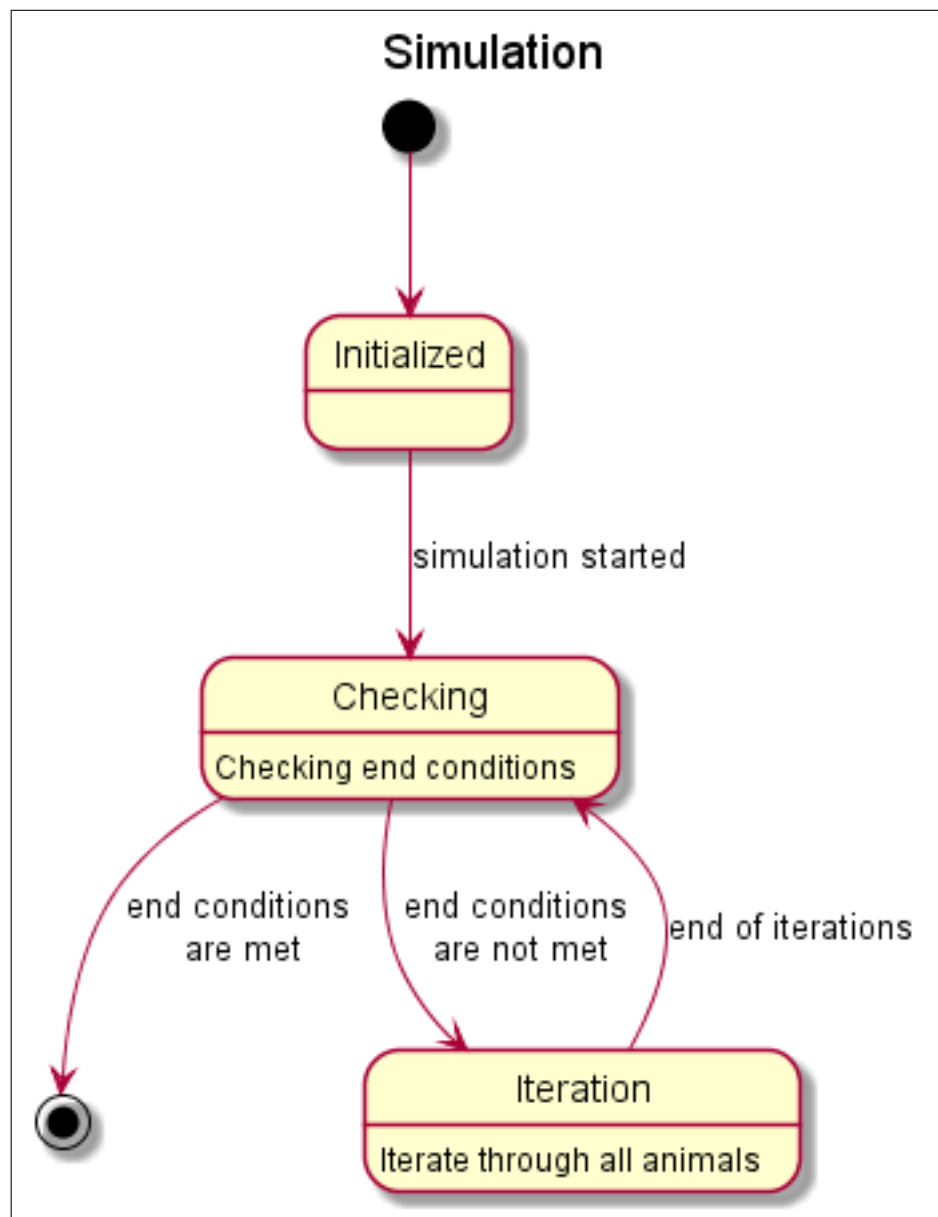 Simulation
Initialized
simulation started
Checking
Checking end conditions
end conditions
are met
end conditions
are not met
end of iterations
Iteration
Iterate through all animals